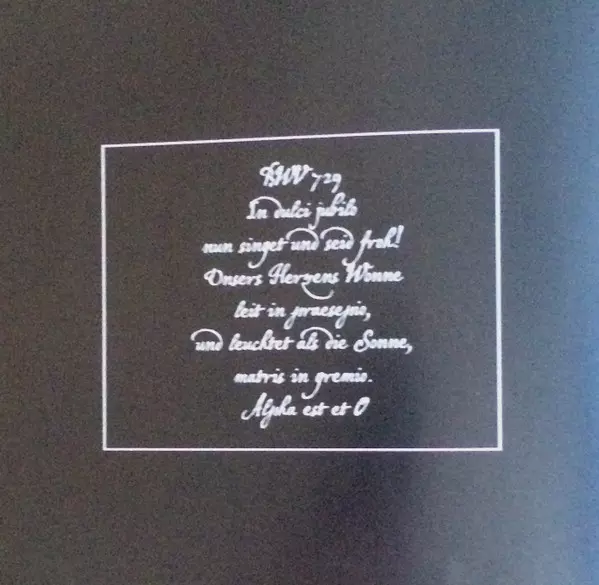 BWV 729
In dulci jubilo
nun singet und seid froh!
Unsers Herzens Wonne
leit in praesepio,
und leuchtet als die Sonne,
matris in gremio.
Alpha est et O